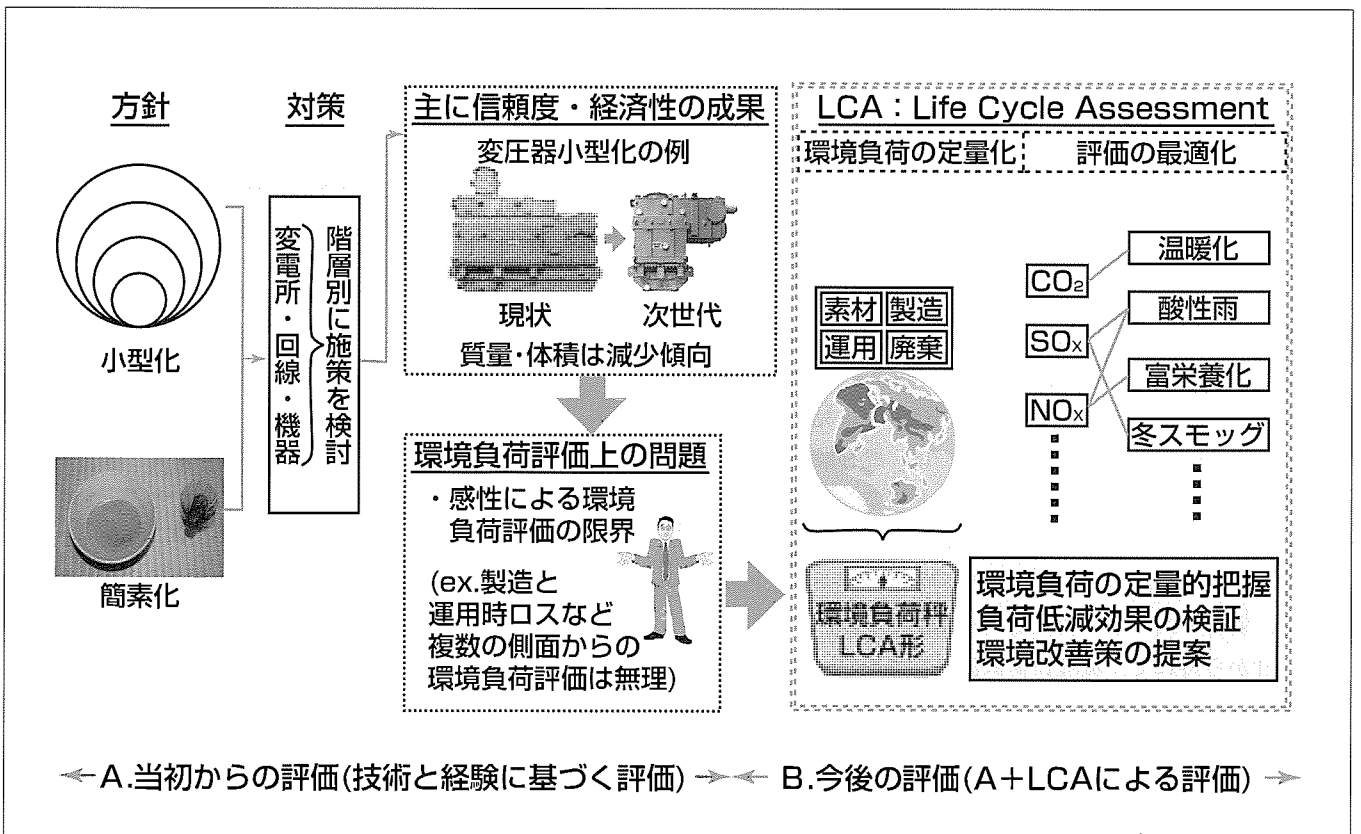 方針
小型化
簡素化
対策
階層別に施策を検討
変電所・回線・機器
主に信頼度・経済性の成果
変圧器小型化の例
現状
次世代
質量・体積は減少傾向
環境負荷評価上の問題
・感性による環境
負荷評価の限界
(ex.製造と
運用時ロスなど
複数の側面からの
環境負荷評価は無理)
LCA：Life Cycle Assessment
環境負荷の定量化
評価の最適化
素材 製造
運用 廃棄
CO₂
SOx
NOx
温暖化
酸性雨
富栄養化
冬スモッグ
環境負荷秤
LCA形
環境負荷の定量的把握
負荷低減効果の検証
環境改善策の提案
A.当初からの評価(技術と経験に基づく評価)
B.今後の評価(A＋LCAによる評価)